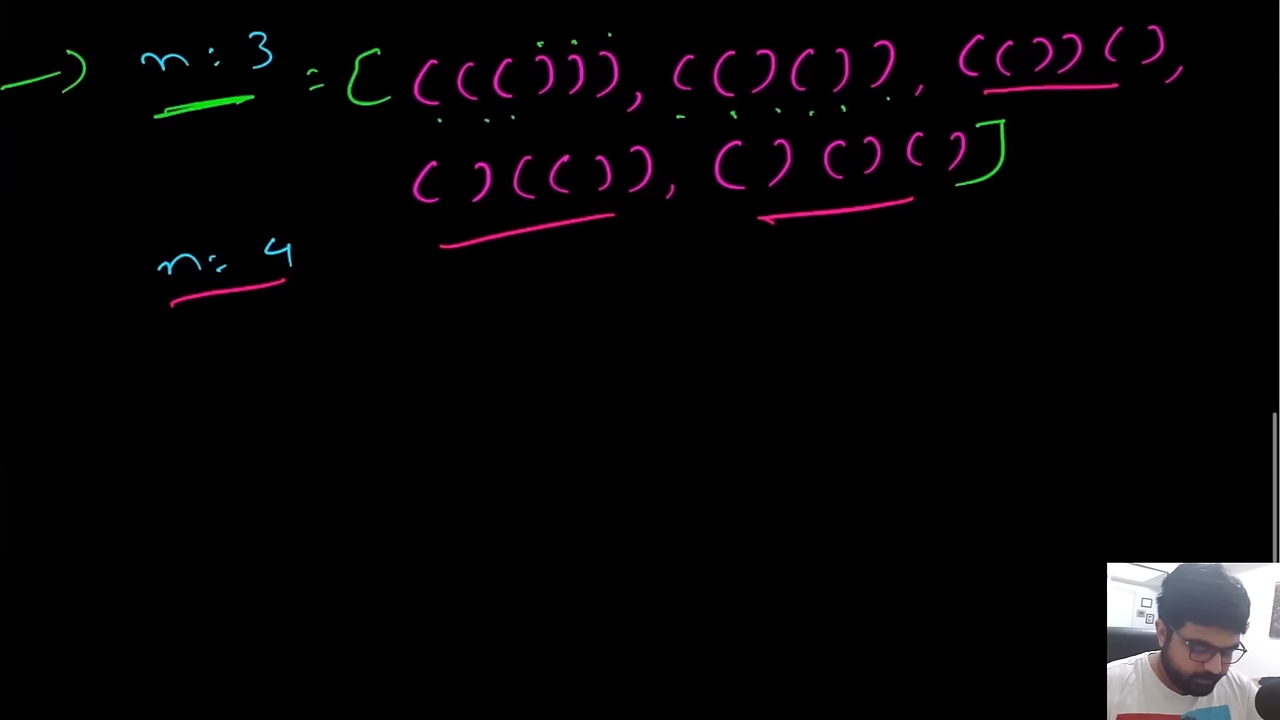 →) n: 3 = [ ((())), (()()), (())(),
()(()), ()()()]
n: 4